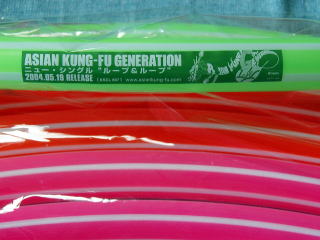 ASIAN KUNG-FU GENERATION
ニュー・シングル "ループ&ループ"
2004.05.19 RELEASE www.asiankung-fu.com